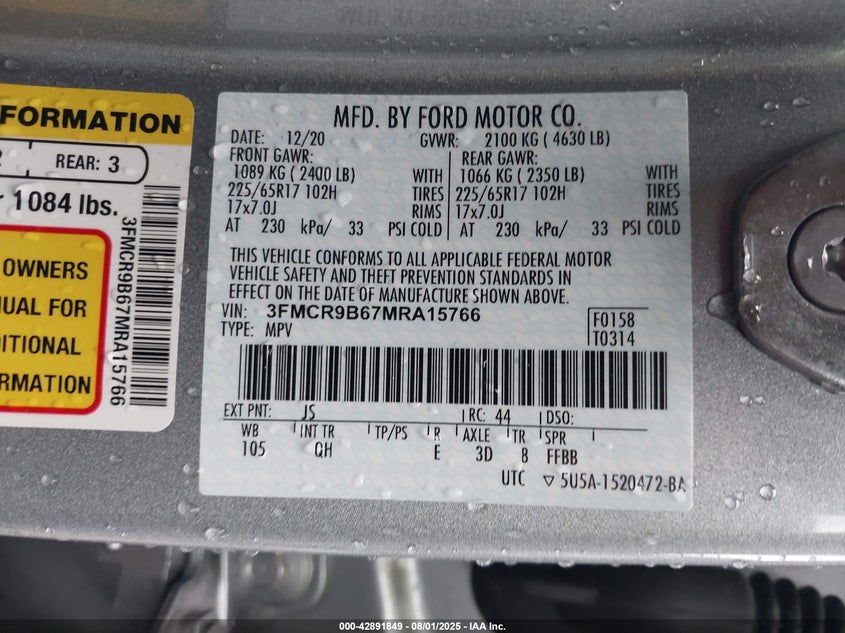 FORMATION
2 REAR: 3
1084 lbs.
3FMCR9B67MRA15766
OWNERS
NUAL FOR
DITIONAL
ORMATION
MFD. BY FORD MOTOR CO.
DATE: 12/20 GVWR: 2100 KG ( 4630 LB)
FRONT GAWR: REAR GAWR:
1089 KG ( 2400 LB) WITH 1066 KG ( 2350 LB) WITH
225/65R17 102H TIRES 225/65R17 102H TIRES
17x7.0J RIMS 17x7.0J RIMS
AT 230 kPa/ 33 PSI COLD AT 230 kPa/ 33 PSI COLD
THIS VEHICLE CONFORMS TO ALL APPLICABLE FEDERAL MOTOR
VEHICLE SAFETY AND THEFT PREVENTION STANDARDS IN
EFFECT ON THE DATE OF MANUFACTURE SHOWN ABOVE.
VIN: 3FMCR9B67MRA15766
TYPE: MPV
F0158
T0314
EXT PNT: JS RC: 44 DSO:
WB INT TR TP/PS R AXLE TR SPR
105 QH E 3D 8 FFBB
UTC ▽ 5U5A-1520472-BA
000-42891849 - 08/01/2025 - IAA Inc.